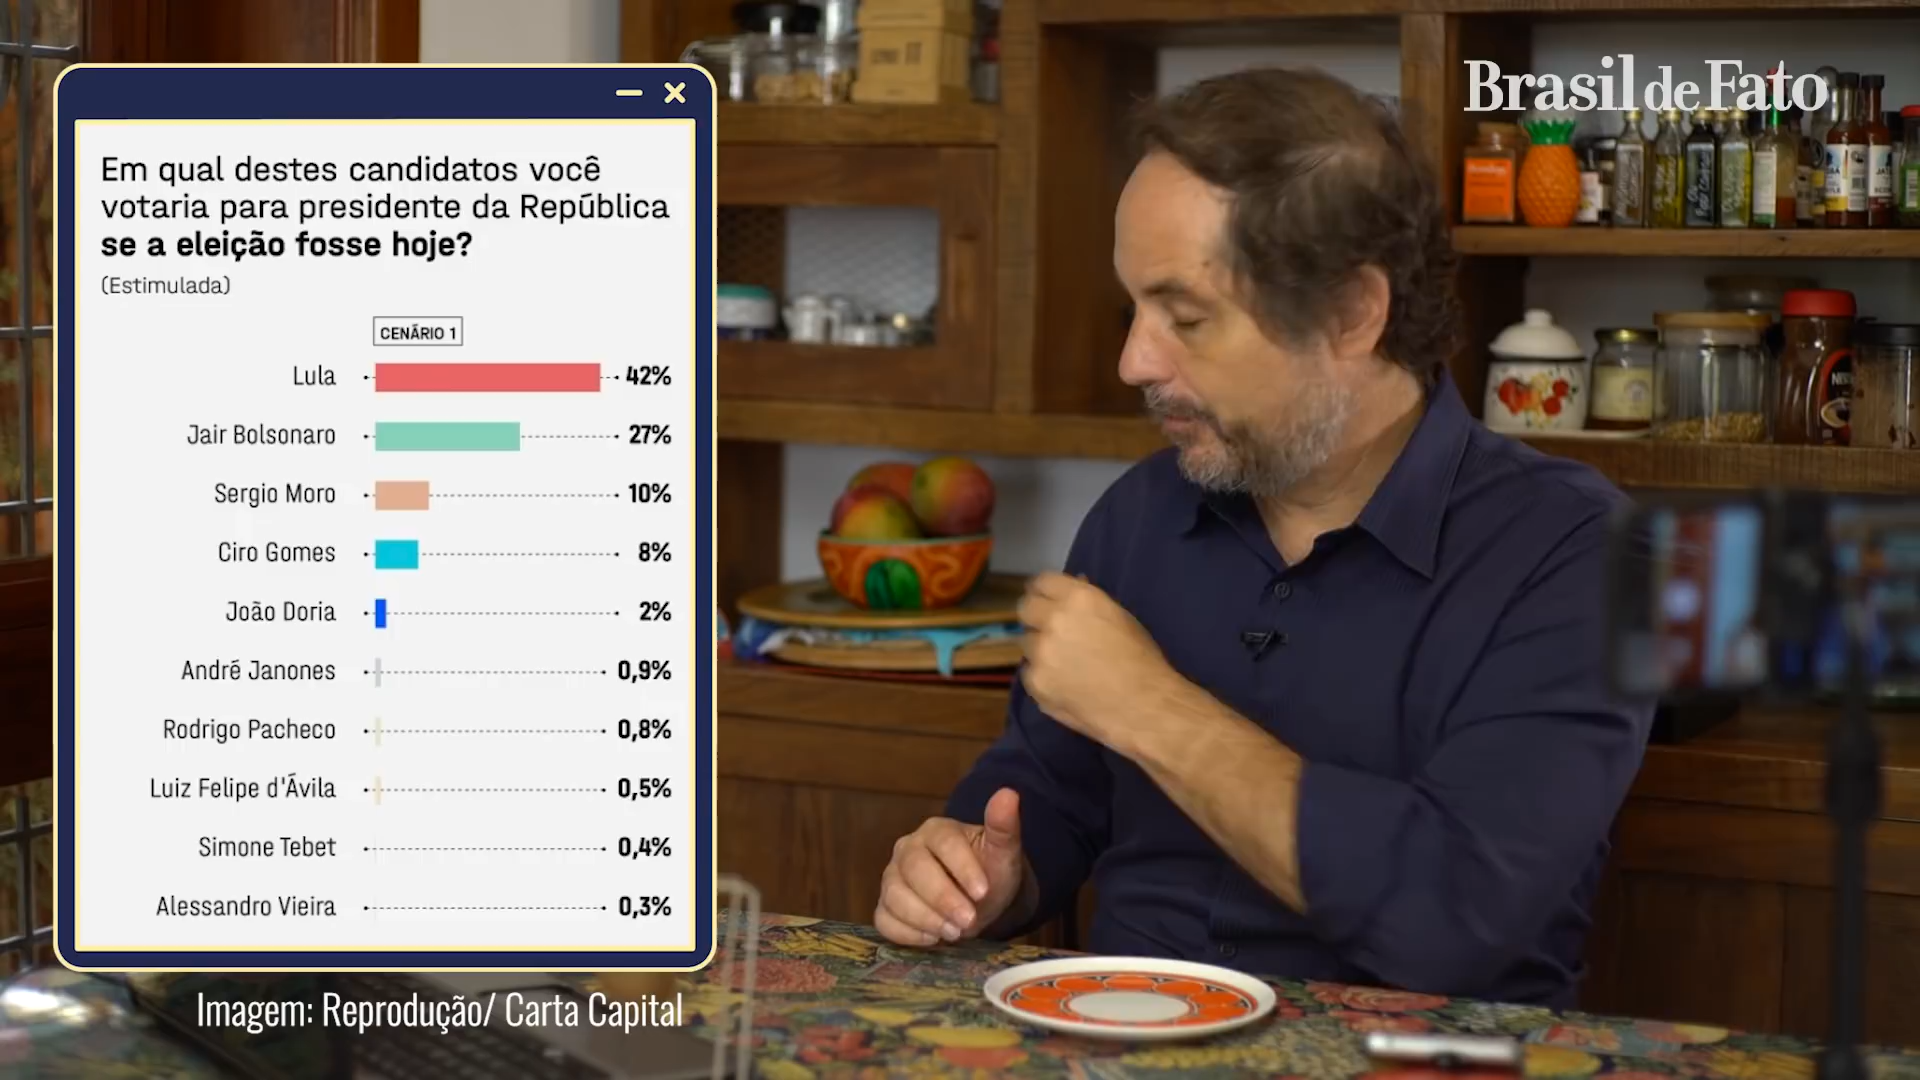 Brasil de Fato
Em qual destes candidatos você
votaria para presidente da República
se a eleição fosse hoje?
(Estimulada)
CENÁRIO 1
Lula 42%
Jair Bolsonaro 27%
Sergio Moro 10%
Ciro Gomes 8%
João Doria 2%
André Janones 0,9%
Rodrigo Pacheco 0,8%
Luiz Felipe d'Ávila 0,5%
Simone Tebet 0,4%
Alessandro Vieira 0,3%
Imagem: Reprodução/ Carta Capital